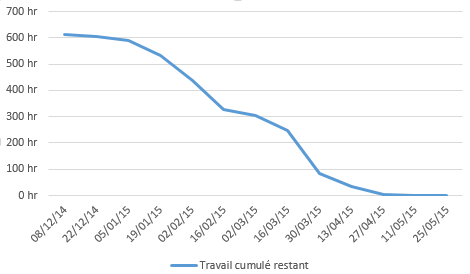 700 hr
600 hr
500 hr
400 hr
300 hr
200 hr
100 hr
0 hr
08/12/14
22/12/14
05/01/15
19/01/15
02/02/15
16/02/15
02/03/15
16/03/15
30/03/15
13/04/15
27/04/15
11/05/15
25/05/15
Travail cumulé restant